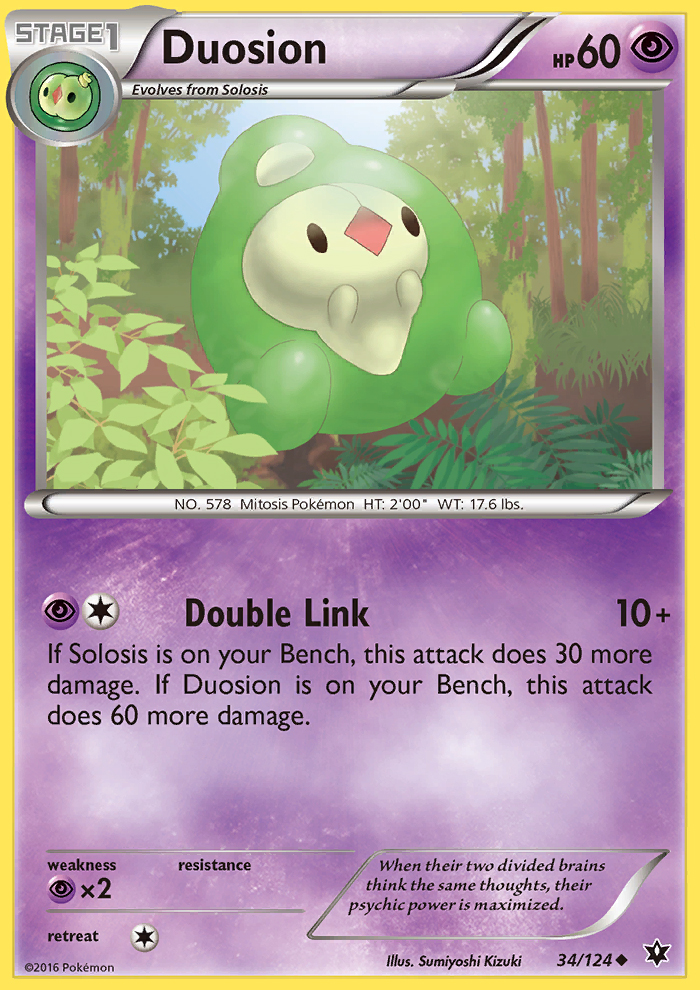 STAGE1
Duosion
HP60
Evolves from Solosis
NO. 578 Mitosis Pokémon HT: 2'00" WT: 17.6 lbs.
Double Link 10+
If Solosis is on your Bench, this attack does 30 more
damage. If Duosion is on your Bench, this attack
does 60 more damage.
weakness resistance
×2
When their two divided brains
think the same thoughts, their
psychic power is maximized.
retreat
©2016 Pokémon
Illus. Sumiyoshi Kizuki 34/124